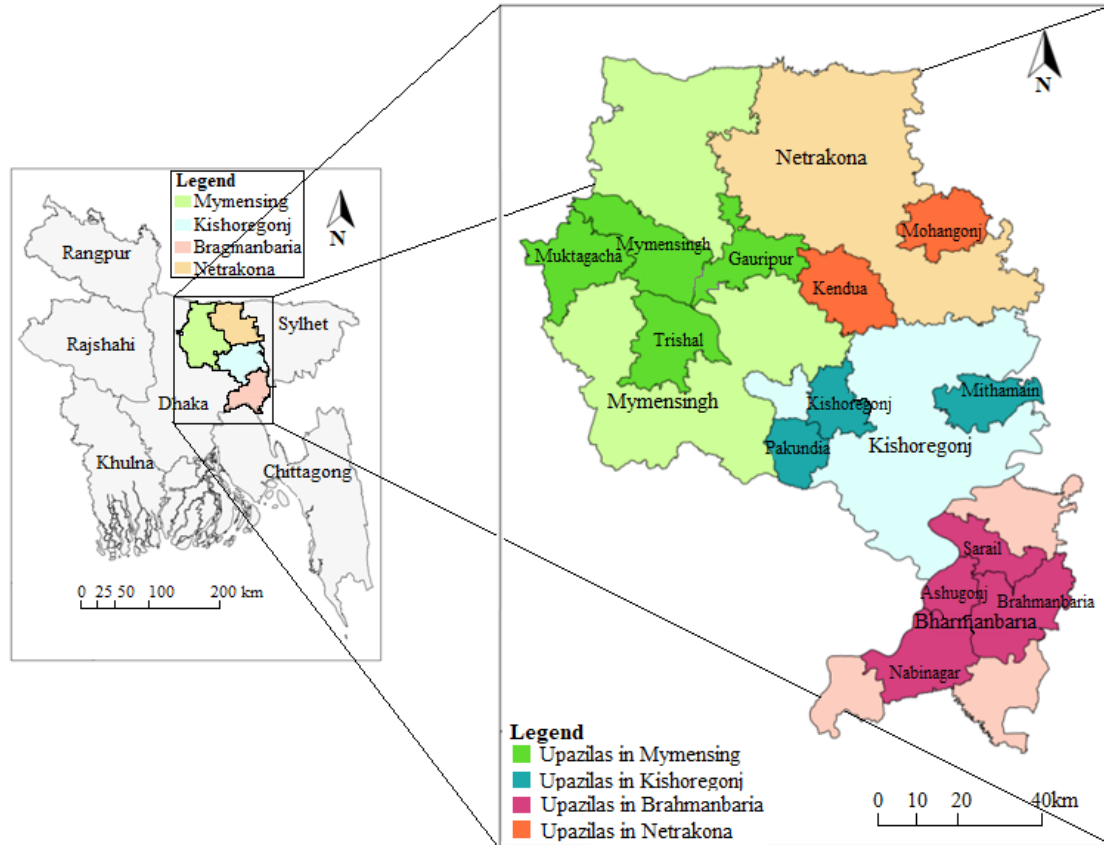 Legend
Mymensing
Kishoregonj
Bragmanbaria
Netrakona
N
Rangpur
Rajshahi
Sylhet
Dhaka
Khulna
Chittagong
0 25 50 100 200 km
N
Netrakona
Mohangonj
Muktagacha
Mymensingh
Gauripur
Kendua
Trishal
Mymensingh
Kishoregonj
Mithamain
Pakundia
Kishoregonj
Sarail
Ashugonj
Brahmanbaria
Bharmanbaria
Nabinagar
Legend
Upazilas in Mymensing
Upazilas in Kishoregonj
Upazilas in Brahmanbaria
Upazilas in Netrakona
0 10 20 40km